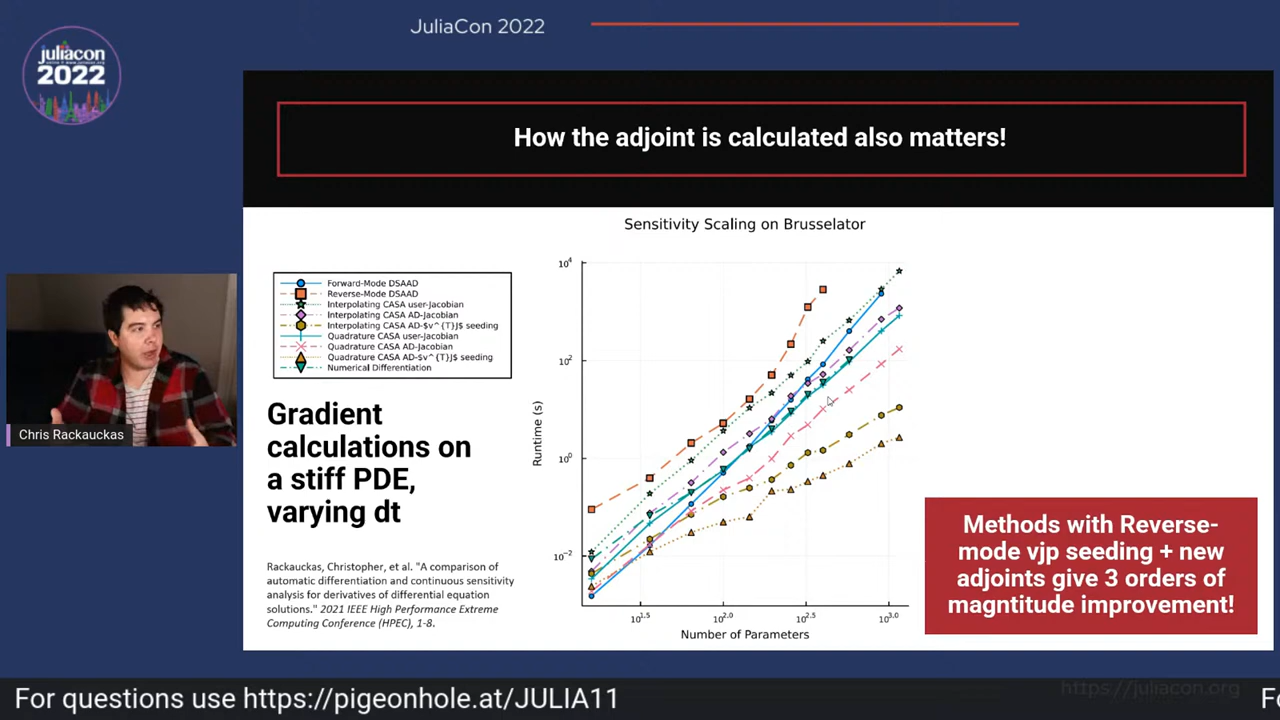 JuliaCon 2022
juliacon
2022
How the adjoint is calculated also matters!
Sensitivity Scaling on Brusselator
Forward-Mode DSAAD
Reverse-Mode DSAAD
Interpolating CASA user-Jacobian
Interpolating CASA AD-Jacobian
Interpolating CASA AD-$v^{T}J$ seeding
Quadrature CASA user-Jacobian
Quadrature CASA AD-Jacobian
Quadrature CASA AD-$v^{T}J$ seeding
Numerical Differentiation
Gradient
calculations on
a stiff PDE,
varying dt
Rackauckas, Christopher, et al. "A comparison of
automatic differentiation and continuous sensitivity
analysis for derivatives of differential equation
solutions." 2021 IEEE High Performance Extreme
Computing Conference (HPEC), 1-8.
Runtime (s)
10⁴
10²
10⁰
10⁻²
10¹·⁵ 10²·⁰ 10²·⁵ 10³·⁰
Number of Parameters
Methods with Reverse-
mode vjp seeding + new
adjoints give 3 orders of
magntitude improvement!
Chris Rackauckas
https://juliacon.org
For questions use https://pigeonhole.at/JULIA11
Fo